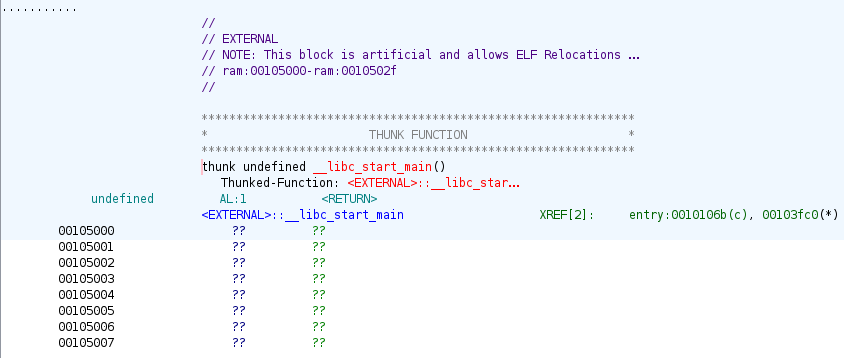 ...........
//
// EXTERNAL
// NOTE: This block is artificial and allows ELF Relocations ...
// ram:00105000-ram:0010502f
//
*************************************************************
* THUNK FUNCTION *
*************************************************************
thunk undefined __libc_start_main()
Thunked-Function: <EXTERNAL>::__libc_star...
undefined AL:1 <RETURN>
<EXTERNAL>::__libc_start_main XREF[2]: entry:0010106b(c), 00103fc0(*)
00105000 ?? ??
00105001 ?? ??
00105002 ?? ??
00105003 ?? ??
00105004 ?? ??
00105005 ?? ??
00105006 ?? ??
00105007 ?? ??